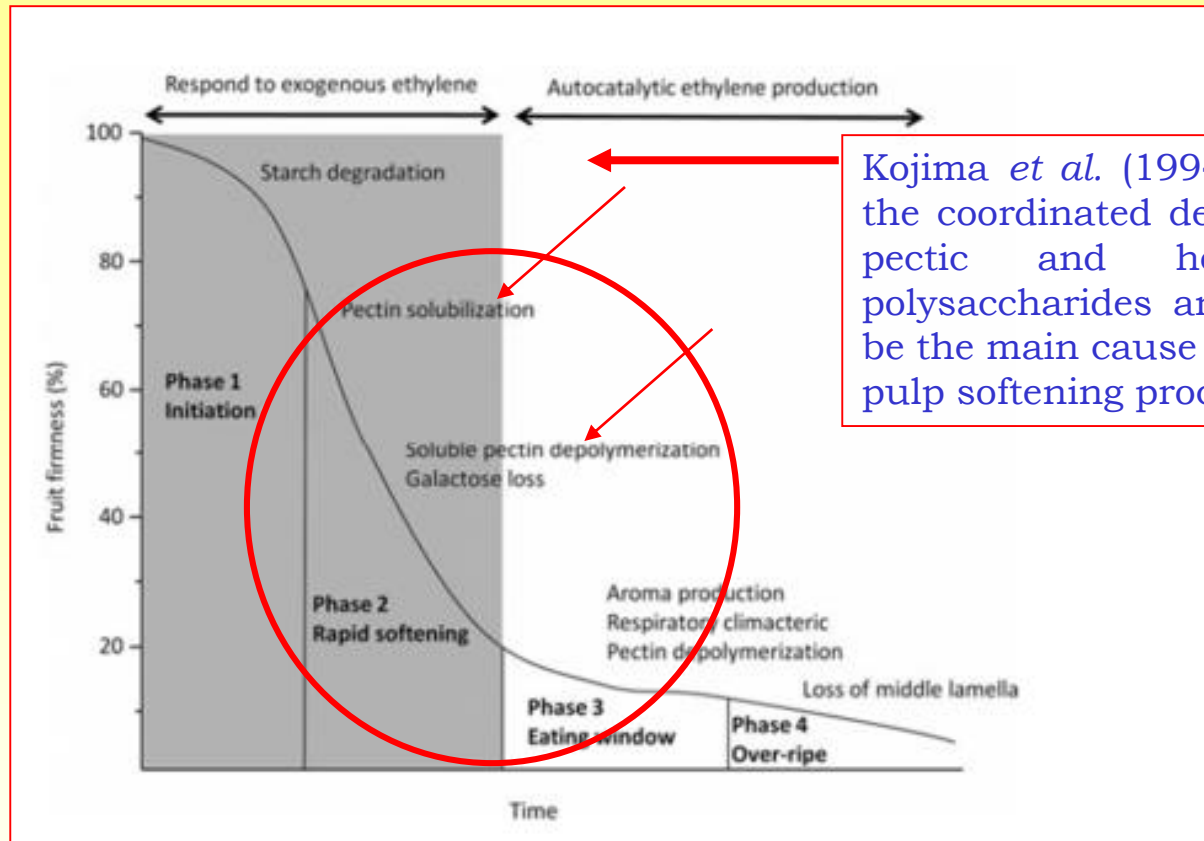 Respond to exogenous ethylene
Autocatalytic ethylene production
100
80
60
40
20
Fruit firmness (%)
Starch degradation
Pectin solubilization
Phase 1
Initiation
Soluble pectin depolymerization
Galactose loss
Phase 2
Rapid softening
Aroma production
Respiratory climacteric
Pectin depolymerization
Loss of middle lamella
Phase 3
Eating window
Phase 4
Over-ripe
Time
Kojima et al. (199
the coordinated de
pectic and he
polysaccharides
be the main cause
pulp softening